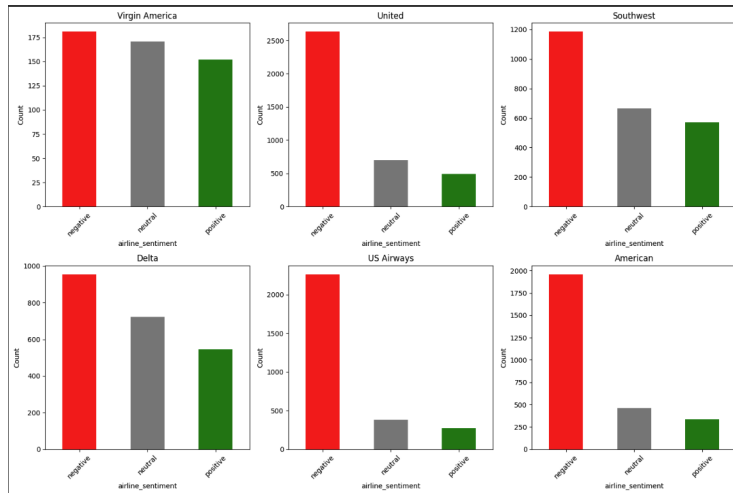 Virgin America
175
150
125
100
75
50
25
0
Count
negative
neutral
positive
airline_sentiment
United
2500
2000
1500
1000
500
0
Count
negative
neutral
positive
airline_sentiment
Southwest
1200
1000
800
600
400
200
0
Count
negative
neutral
positive
airline_sentiment
Delta
1000
800
600
400
200
0
Count
negative
neutral
positive
airline_sentiment
US Airways
2000
1500
1000
500
0
Count
negative
neutral
positive
airline_sentiment
American
2000
1750
1500
1250
1000
750
500
250
0
Count
negative
neutral
positive
airline_sentiment